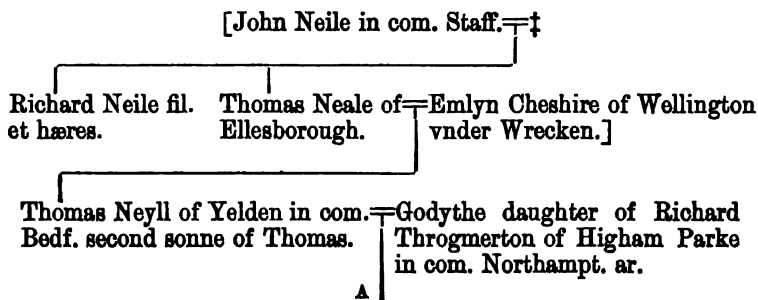 [John Neile in com. Staff.=‡
Richard Neile fil. et hæres.
Thomas Neale of Ellesborough.=Emlyn Cheshire of Wellington vnder Wrecken.]
Thomas Neyll of Yelden in com. Bedf. second sonne of Thomas.=Godythe daughter of Richard Throgmerton of Higham Parke in com. Northampt. ar.
A